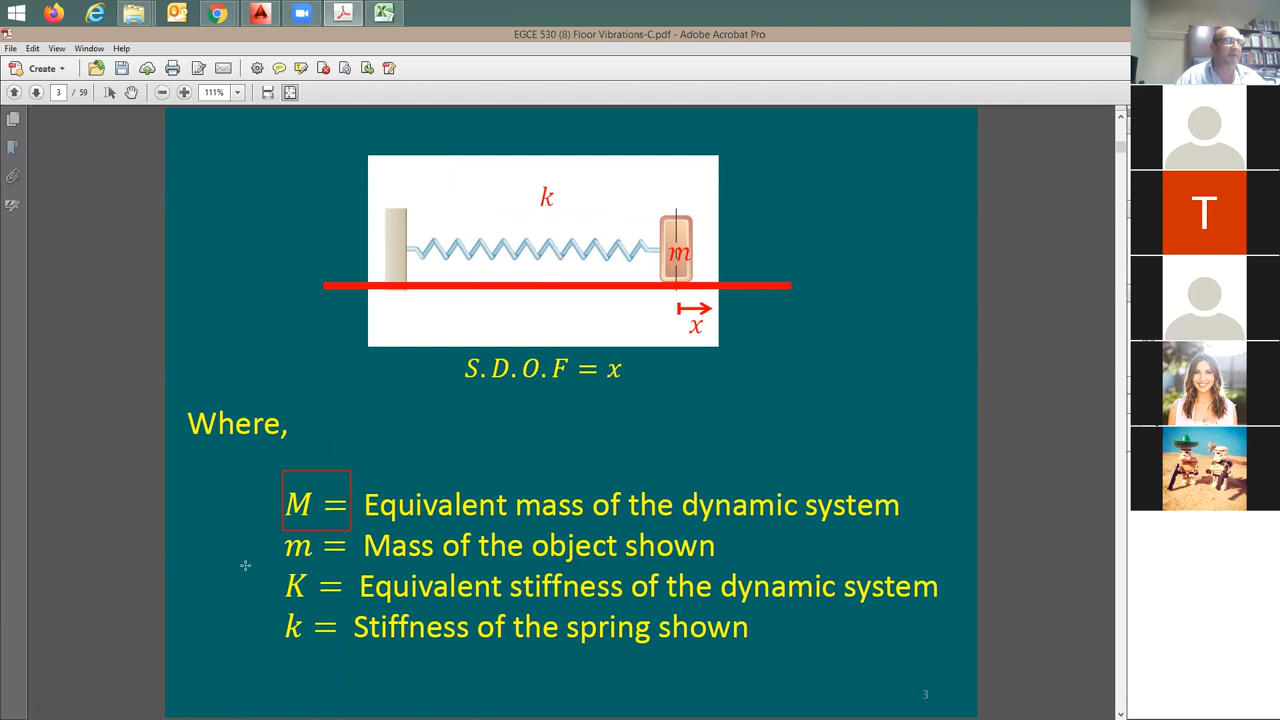 EGCE 530 (8) Floor Vibrations-C.pdf - Adobe Acrobat Pro
File Edit View Window Help
Create
3 / 59 111%
k
m
x
S.D.O.F = x
Where,
M = Equivalent mass of the dynamic system
m = Mass of the object shown
K = Equivalent stiffness of the dynamic system
k = Stiffness of the spring shown
3
T